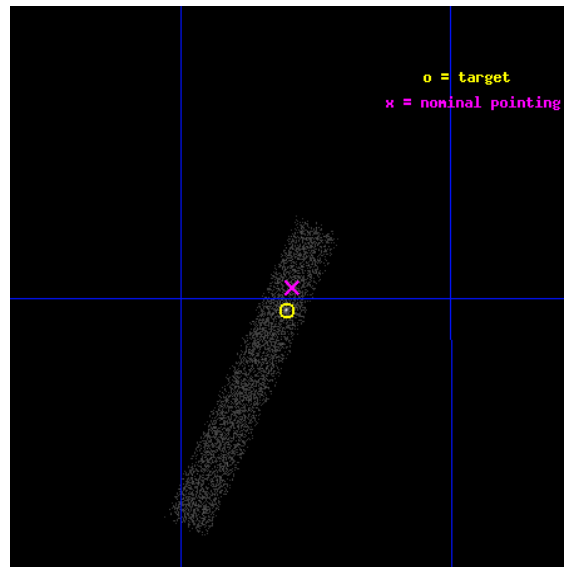 o = target
x = nominal pointing